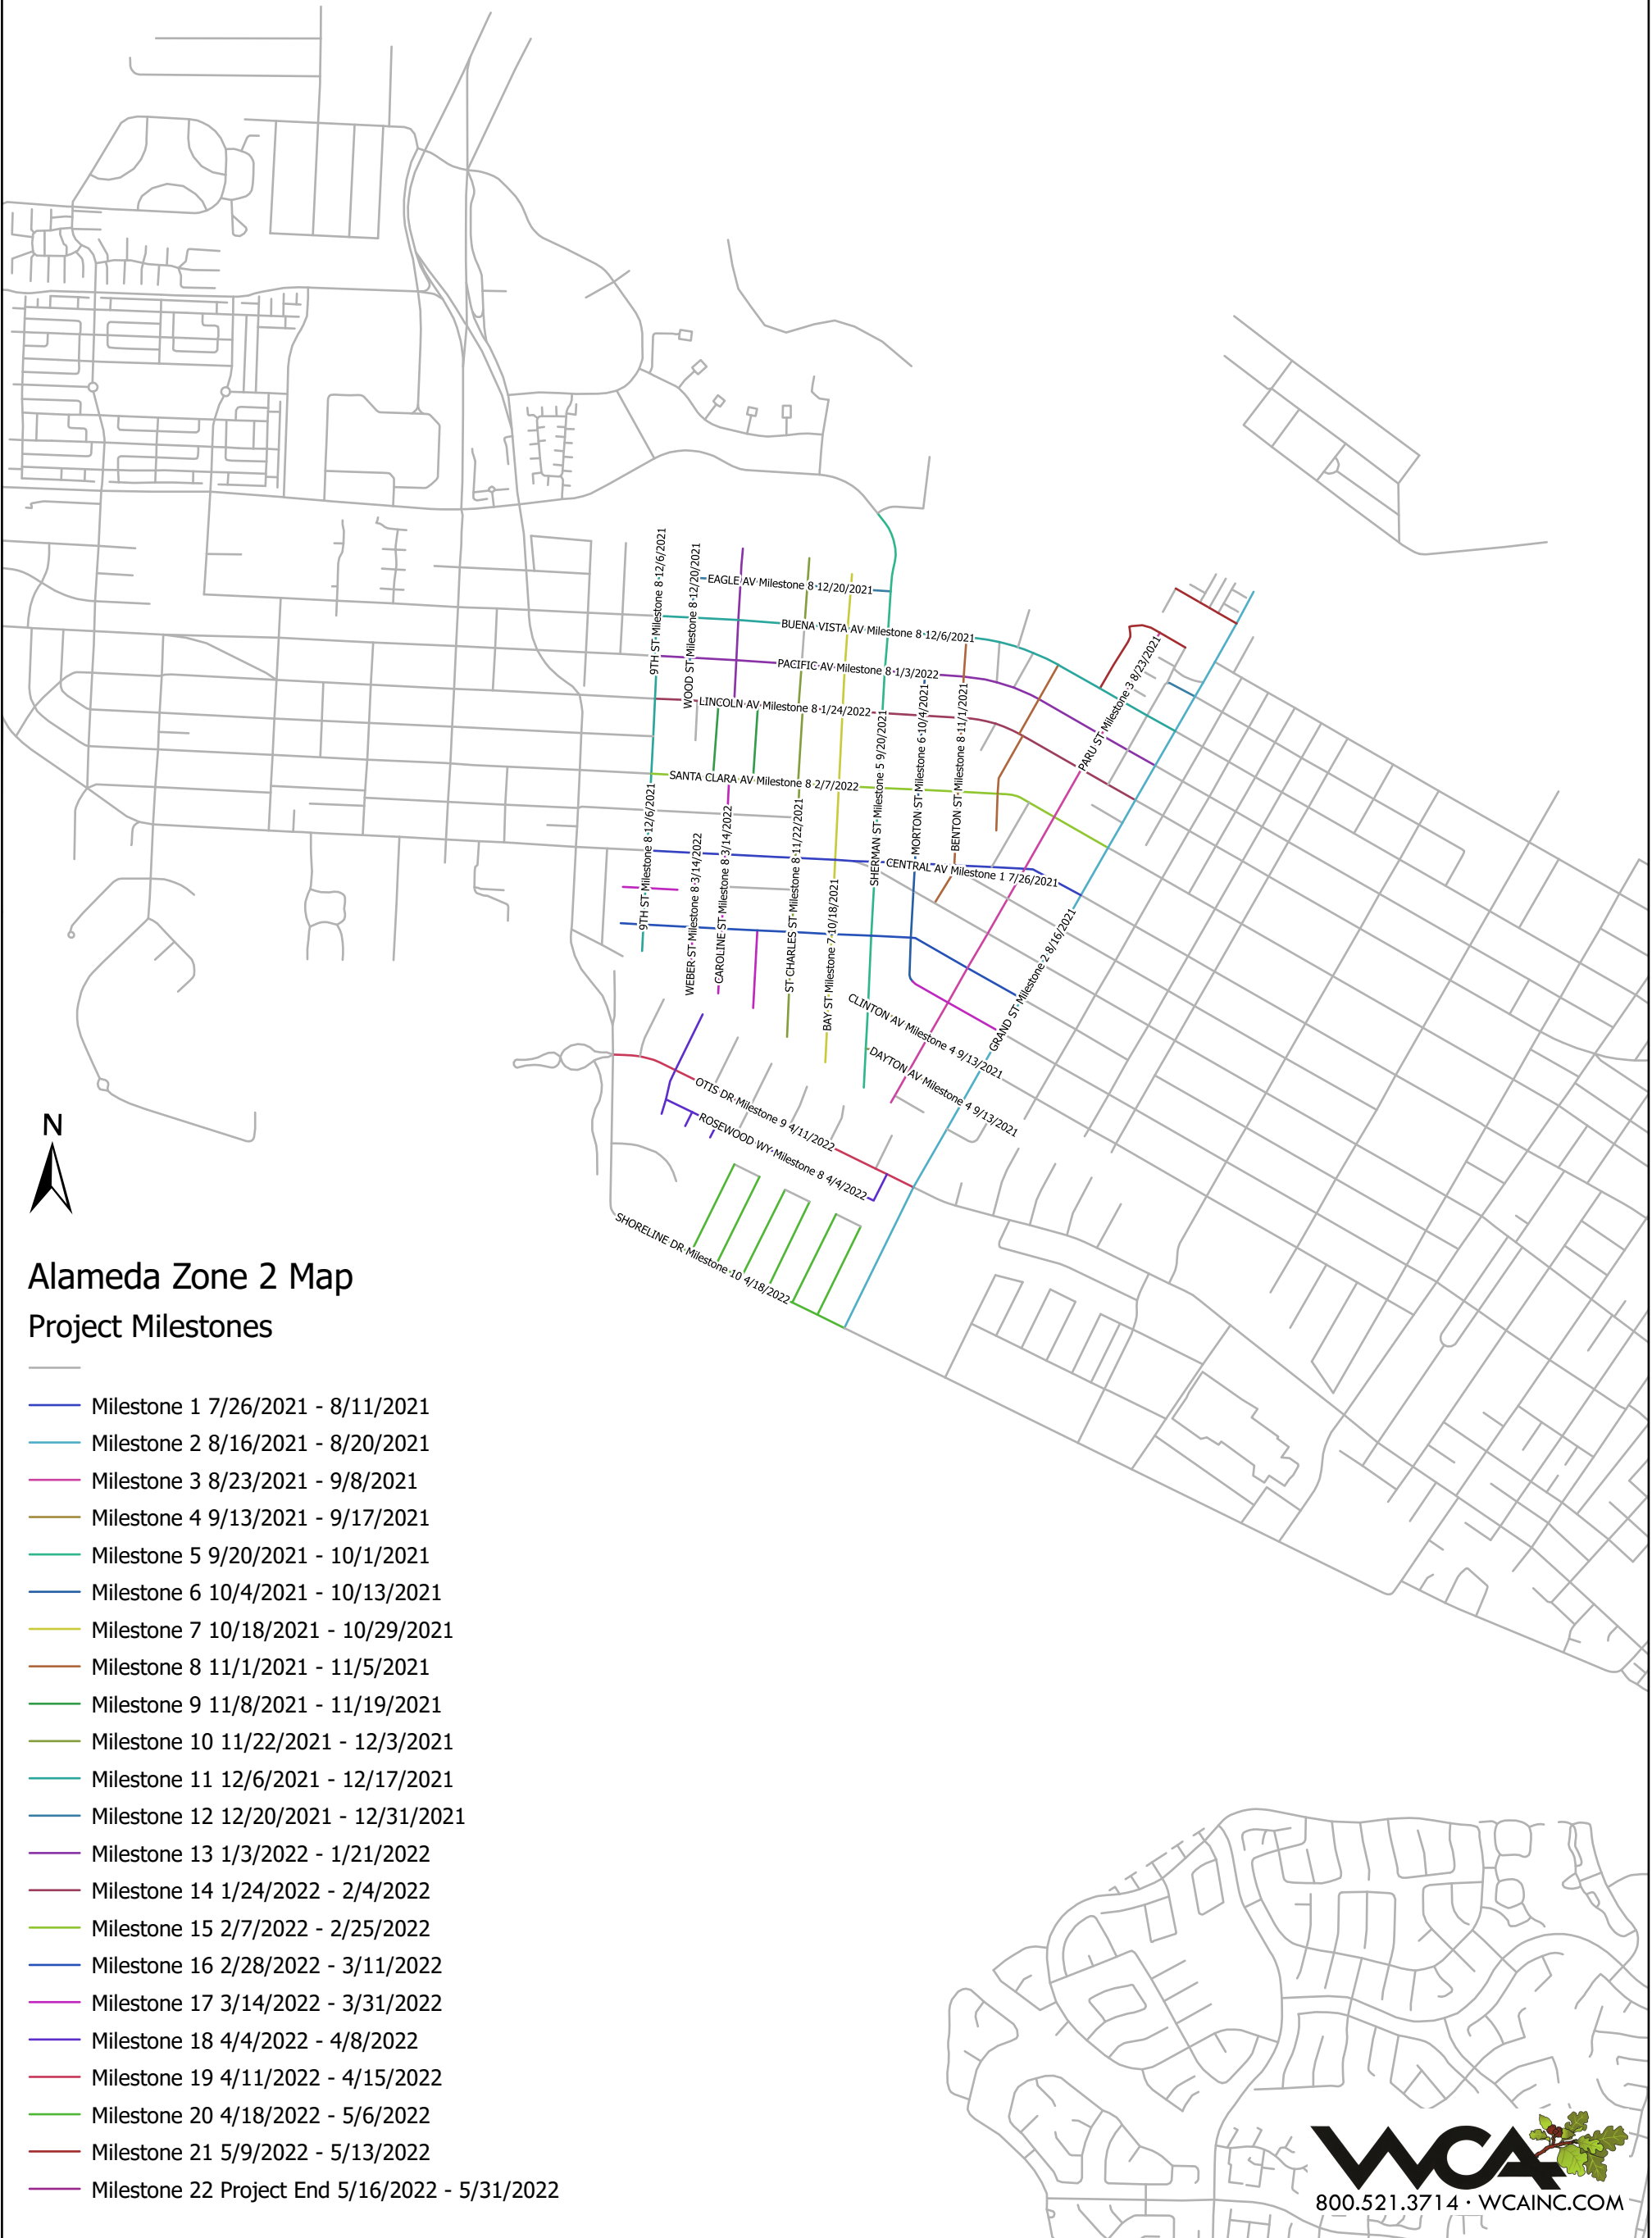 9TH ST Milestone 8 12/6/2021
WOOD ST Milestone 8 12/20/2021
EAGLE AV Milestone 8 12/20/2021
BUENA VISTA AV Milestone 8 12/6/2021
PACIFIC AV Milestone 8 1/3/2022
LINCOLN AV Milestone 8 1/24/2022
PARU ST Milestone 3 8/23/2021
SANTA CLARA AV Milestone 8 2/7/2022
SHERMAN ST Milestone 5 9/20/2021
MORTON ST Milestone 6 10/4/2021
BENTON ST Milestone 8 11/1/2021
9TH ST Milestone 8 12/6/2021
WEBER ST Milestone 8 3/14/2022
CAROLINE ST Milestone 8 3/14/2022
ST CHARLES ST Milestone 8 11/22/2021
BAY ST Milestone 7 10/18/2021
CENTRAL AV Milestone 1 7/26/2021
GRAND ST Milestone 2 8/16/2021
CLINTON AV Milestone 4 9/13/2021
DAYTON AV Milestone 4 9/13/2021
OTIS DR Milestone 9 4/11/2022
ROSEWOOD WY Milestone 8 4/4/2022
SHORELINE DR Milestone 10 4/18/2022
N
Alameda Zone 2 Map
Project Milestones
Milestone 1 7/26/2021 - 8/11/2021
Milestone 2 8/16/2021 - 8/20/2021
Milestone 3 8/23/2021 - 9/8/2021
Milestone 4 9/13/2021 - 9/17/2021
Milestone 5 9/20/2021 - 10/1/2021
Milestone 6 10/4/2021 - 10/13/2021
Milestone 7 10/18/2021 - 10/29/2021
Milestone 8 11/1/2021 - 11/5/2021
Milestone 9 11/8/2021 - 11/19/2021
Milestone 10 11/22/2021 - 12/3/2021
Milestone 11 12/6/2021 - 12/17/2021
Milestone 12 12/20/2021 - 12/31/2021
Milestone 13 1/3/2022 - 1/21/2022
Milestone 14 1/24/2022 - 2/4/2022
Milestone 15 2/7/2022 - 2/25/2022
Milestone 16 2/28/2022 - 3/11/2022
Milestone 17 3/14/2022 - 3/31/2022
Milestone 18 4/4/2022 - 4/8/2022
Milestone 19 4/11/2022 - 4/15/2022
Milestone 20 4/18/2022 - 5/6/2022
Milestone 21 5/9/2022 - 5/13/2022
Milestone 22 Project End 5/16/2022 - 5/31/2022
WCA
800.521.3714 · WCAINC.COM